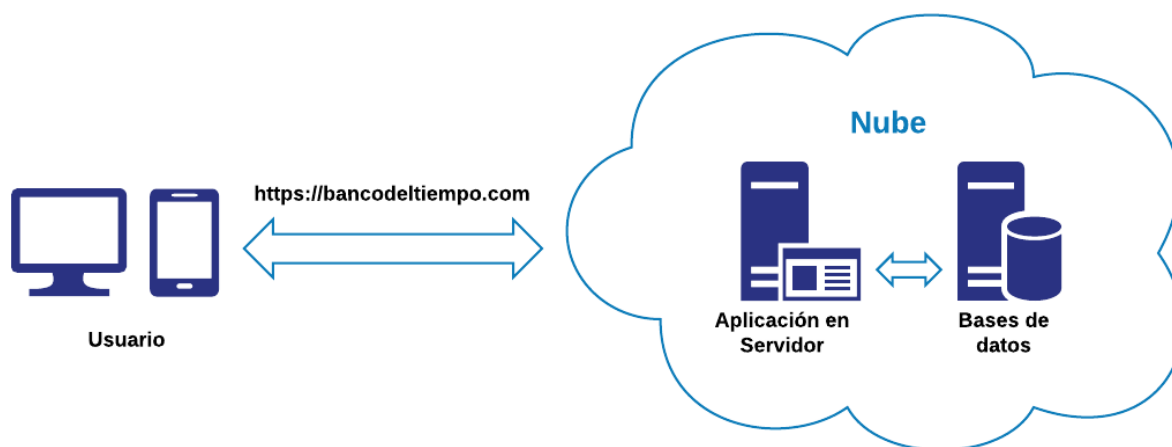 Nube
https://bancodeltiempo.com
Usuario
Aplicación en
Servidor
Bases de
datos